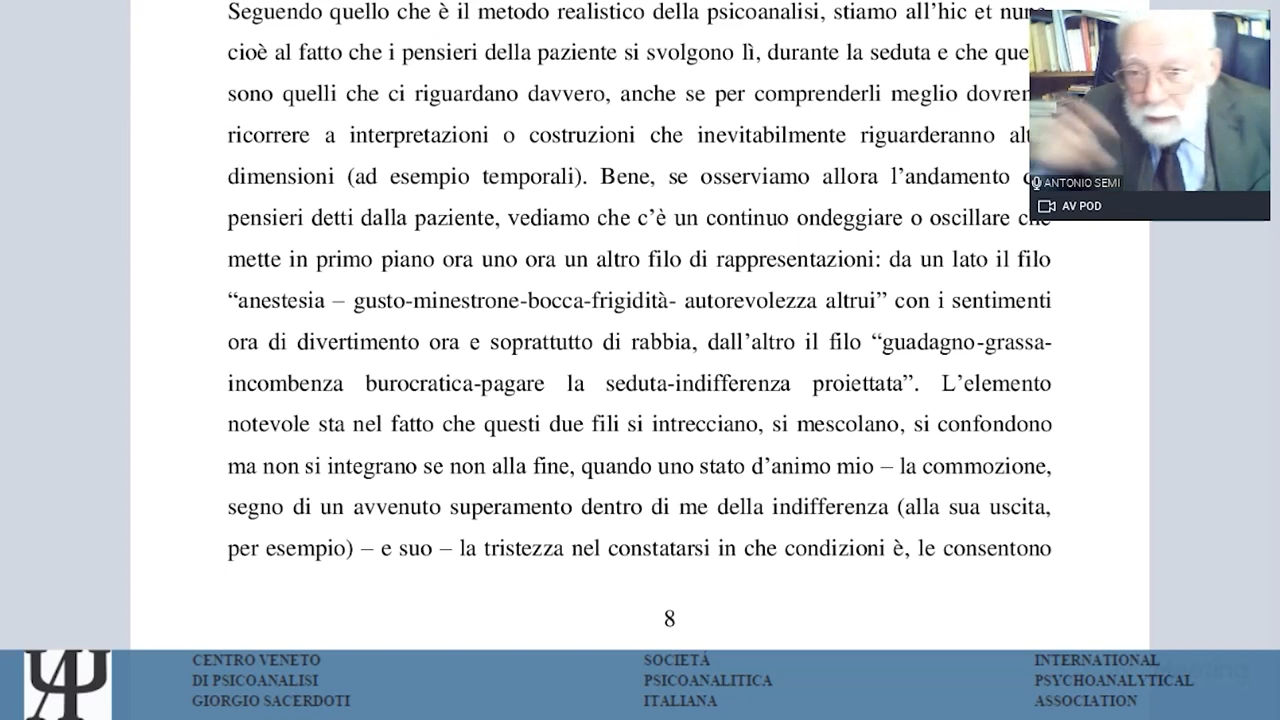 Seguendo quello che è il metodo realistico della psicoanalisi, stiamo all’hic et nunc
cioè al fatto che i pensieri della paziente si svolgono lì, durante la seduta e che que
sono quelli che ci riguardano davvero, anche se per comprenderli meglio
ricorrere a interpretazioni o costruzioni che inevitabilmente riguarderanno
dimensioni (ad esempio temporali). Bene, se osserviamo allora l’andamento
pensieri detti dalla paziente, vediamo che c’è un continuo ondeggiare o oscillare che
mette in primo piano ora uno ora un altro filo di rappresentazioni: da un lato il filo
“anestesia – gusto-minestrone-bocca-frigidità- autorevolezza altrui” con i sentimenti
ora di divertimento ora e soprattutto di rabbia, dall’altro il filo “guadagno-grassa-
incombenza burocratica-pagare la seduta-indifferenza proiettata”. L’elemento
notevole sta nel fatto che questi due fili si intrecciano, si mescolano, si confondono
ma non si integrano se non alla fine, quando uno stato d’animo mio – la commozione,
segno di un avvenuto superamento dentro di me della indifferenza (alla sua uscita,
per esempio) – e suo – la tristezza nel constatarsi in che condizioni è, le consentono
8
ANTONIO SEMI
AV POD
CENTRO VENETO
DI PSICOANALISI
GIORGIO SACERDOTI
SOCIETÁ
PSICOANALITICA
ITALIANA
INTERNATIONAL
PSYCHOANALYTICAL
ASSOCIATION